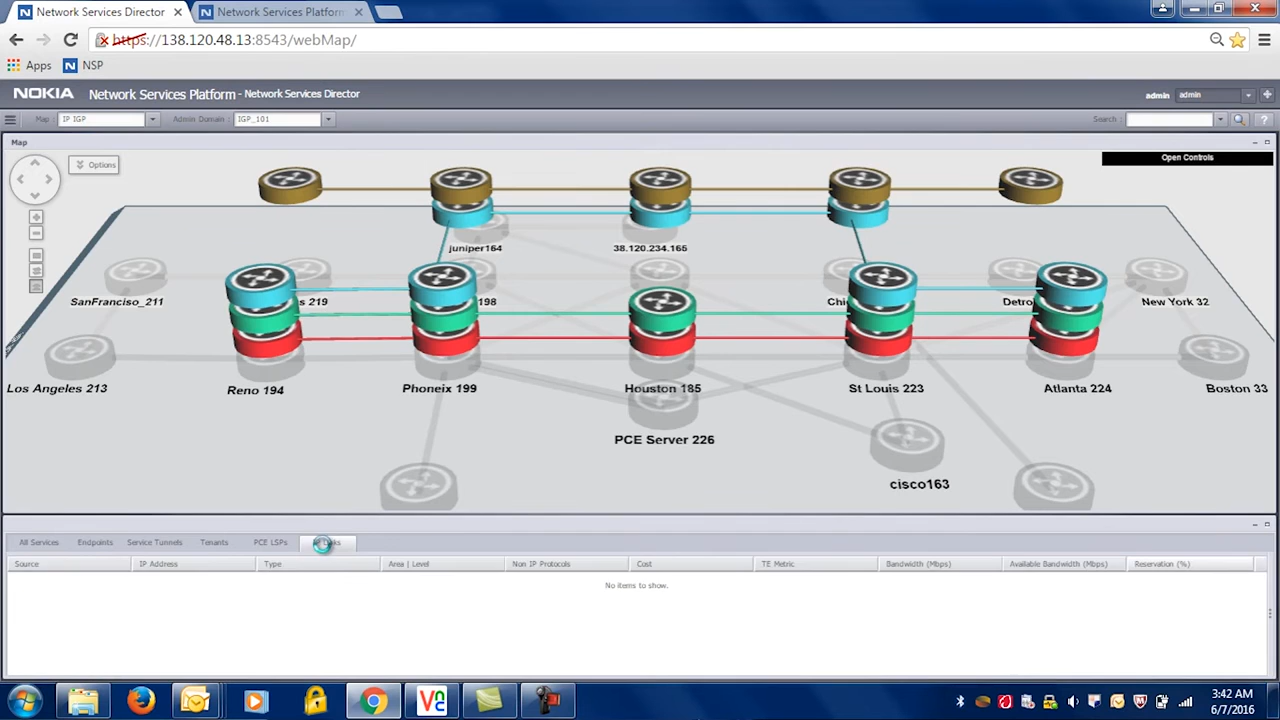 Network Services Director
Network Services Platform
https://138.120.48.13:8543/webMap/
Apps
NSP
NOKIA
Network Services Platform - Network Services Director
admin
admin
Map :
IP IGP
Admin Domain :
IGP_101
Search :
Map
Options
Open Controls
juniper164
38.120.234.165
SanFranciso_211
s 219
198
Chi
Detro
New York 32
Los Angeles 213
Reno 194
Phoneix 199
Houston 185
St Louis 223
Atlanta 224
Boston 33
PCE Server 226
cisco163
All Services
Endpoints
Service Tunnels
Tenants
PCE LSPs
Source
IP Address
Type
Area | Level
Non IP Protocols
Cost
TE Metric
Bandwidth (Mbps)
Available Bandwidth (Mbps)
Reservation (%)
No items to show.
3:42 AM
6/7/2016